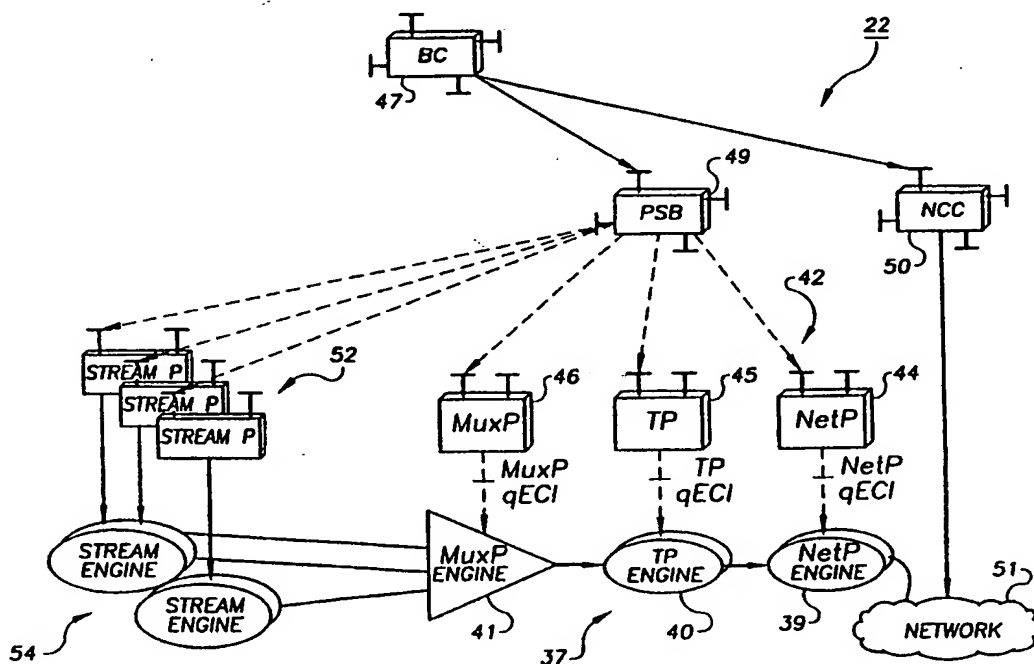 BC
22
47
PSB
49
NCC
50
42
STREAM P
STREAM P
STREAM P
52
MuxP
46
TP
45
NetP
44
MuxP
qECI
TP
qECI
NetP
qECI
STREAM
ENGINE
STREAM
ENGINE
54
MuxP
ENGINE
41
TP
ENGINE
40
37
NetP
ENGINE
39
NETWORK
51